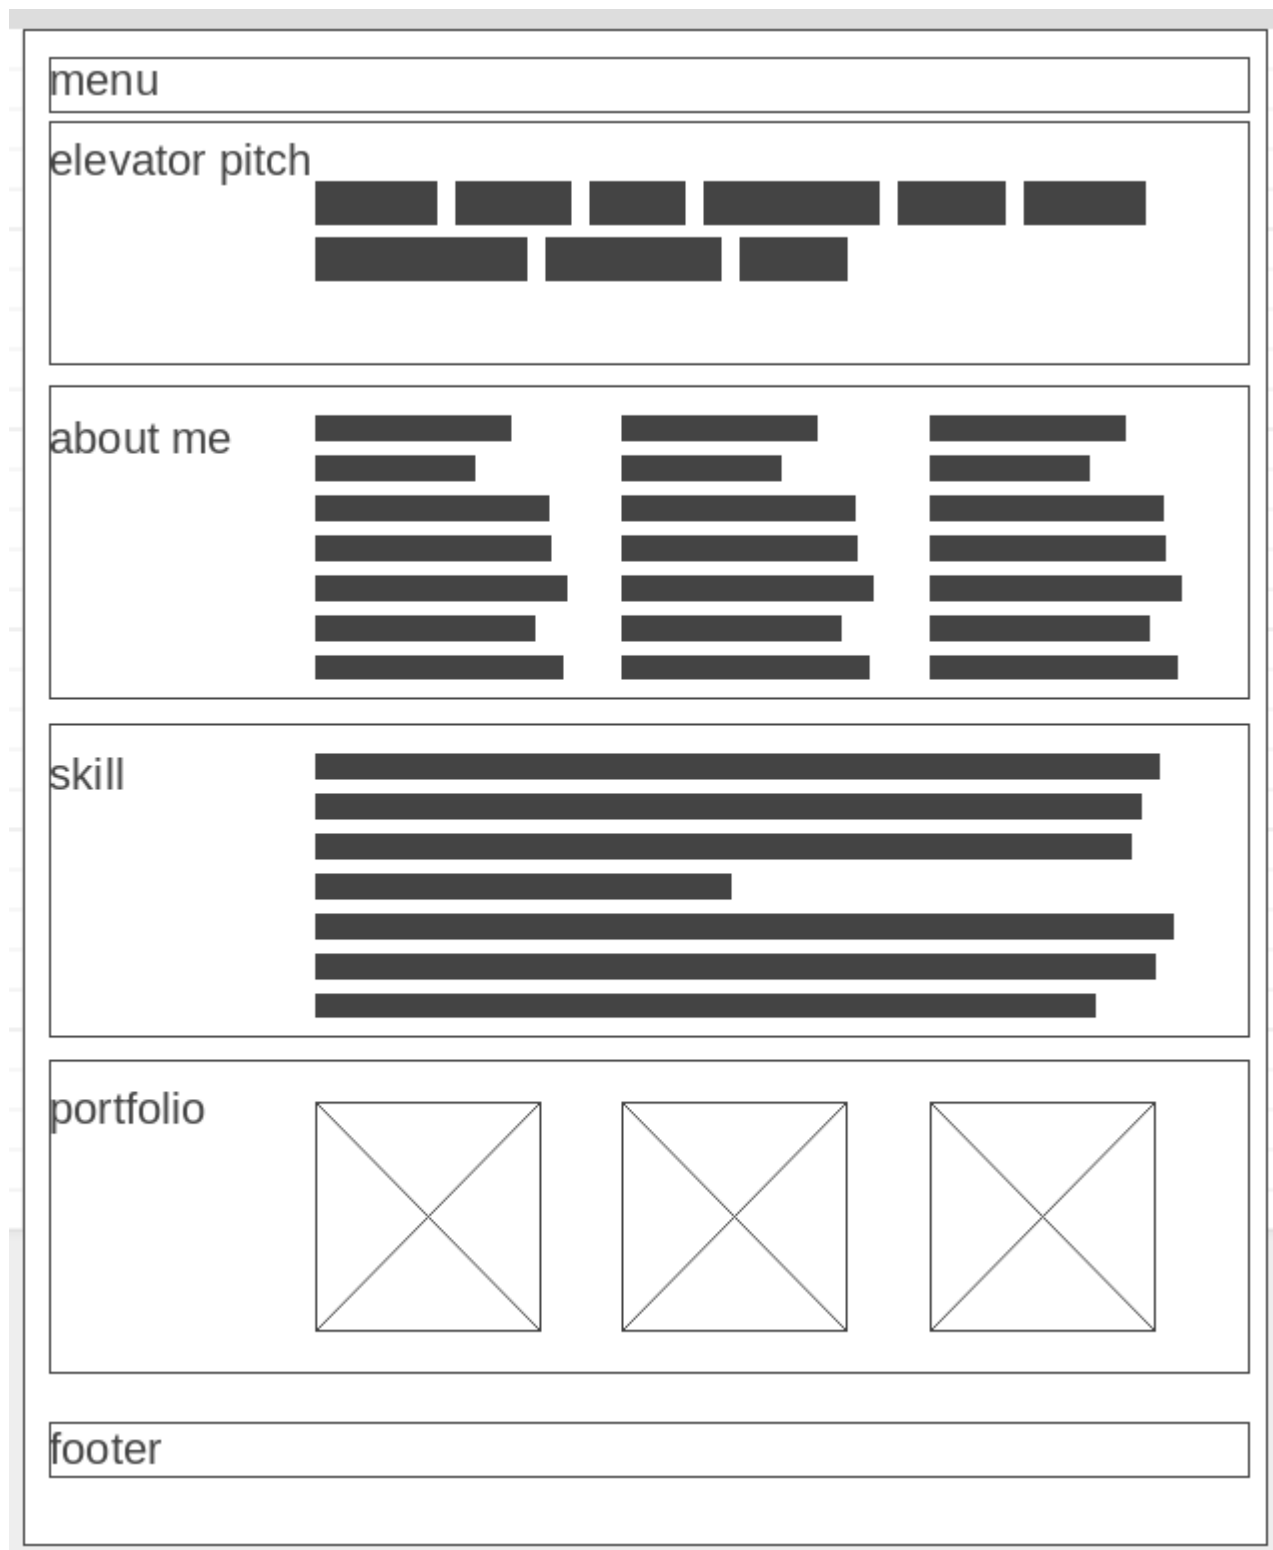 menu
elevator pitch
about me
skill
portfolio
footer